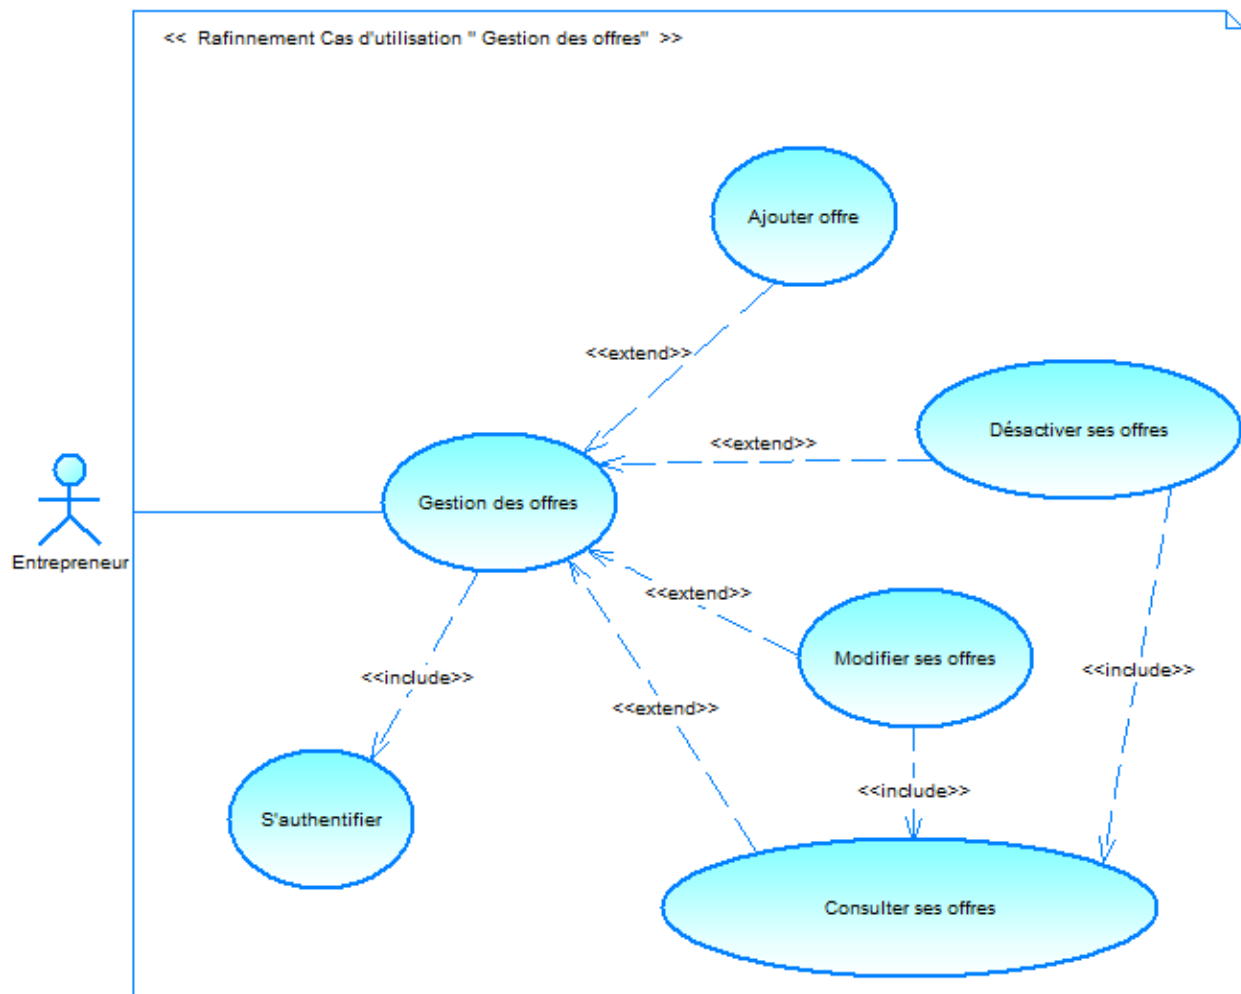 << Rafinnement Cas d'utilisation " Gestion des offres" >>
Ajouter offre
<<extend>>
Désactiver ses offres
<<extend>>
Gestion des offres
Entrepreneur
<<extend>>
Modifier ses offres
<<include>>
<<include>>
<<extend>>
<<include>>
S'authentifier
Consulter ses offres